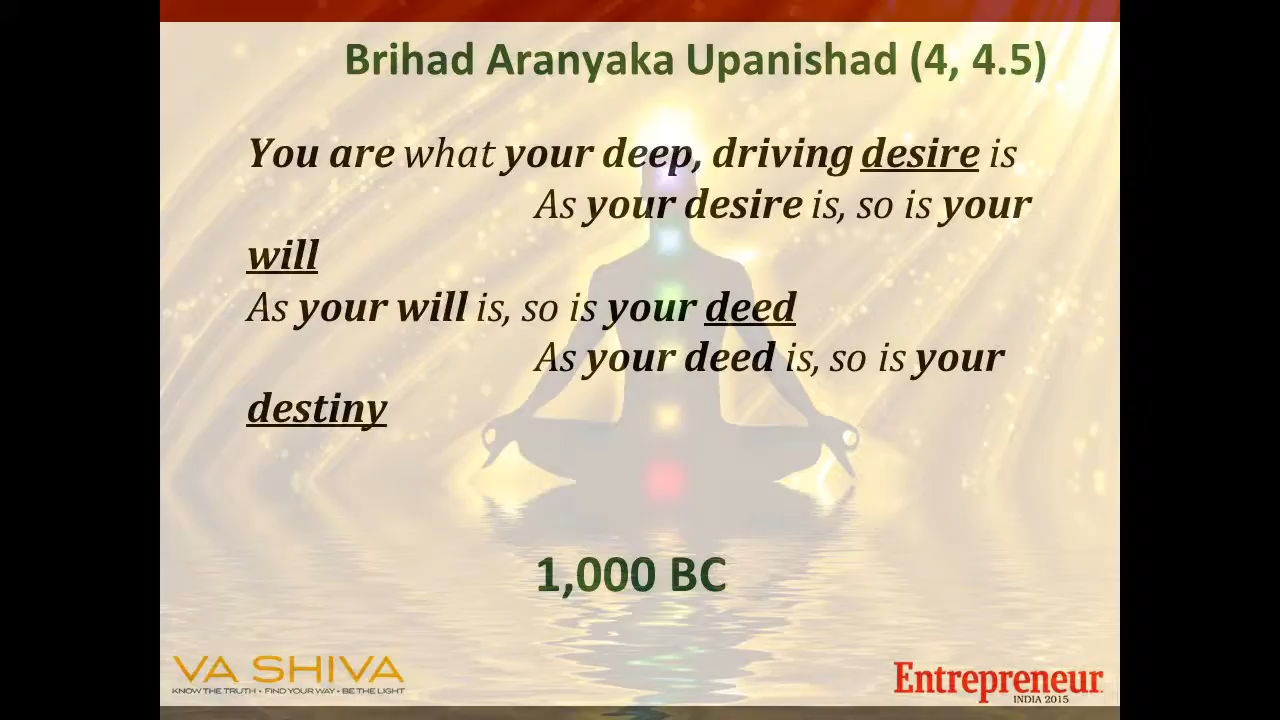 Brihad Aranyaka Upanishad (4, 4.5)
You are what your deep, driving desire is
As your desire is, so is your
will
As your will is, so is your deed
As your deed is, so is your
destiny
1,000 BC
VA SHIVA
KNOW THE TRUTH • FIND YOUR WAY • BE THE LIGHT
Entrepreneur
INDIA 2015